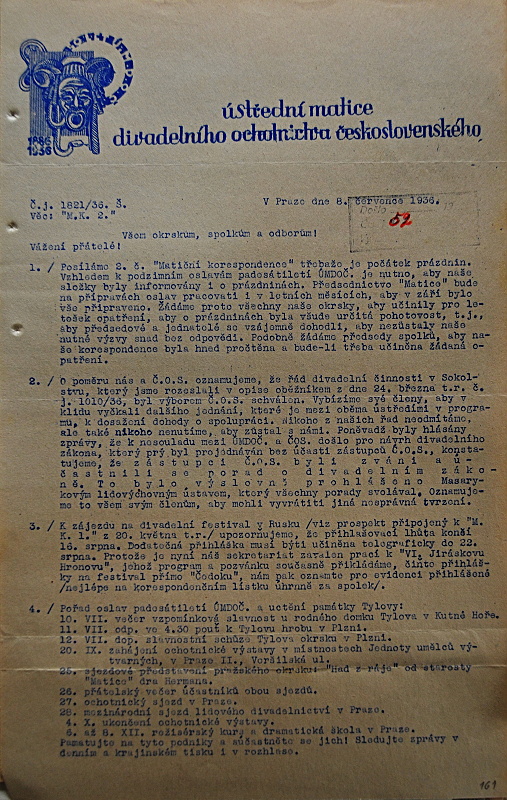 1886
1936
ústřední matice
divadelního ochotnictva československého
Č.j. 1821/36. Š.
V Praze dne 8. července 1936.
Věc: "M.K. 2."
Došlo
52
Všem okrskům, spolkům a odborům!
Vážení přátelé!
1. / Posíláme 2. č. "Matiční korespondence" třebaže je počátek prázdnin.
Vzhledem k podzimním oslavám padesátiletí ÚMDOČ. je nutno, aby naše
složky byly informovány i o prázdninách. Předsednictvo "Matice" bude
na přípravách oslav pracovati i v letních měsících, aby v září bylo
vše připraveno. Žádáme proto všechny naše okrsky, aby učinily pro le-
tošek opatření, aby o prázdninách byla všude určitá pohotovost, t.j.,
aby předsedové a jednatelé se vzájemně dohodli, aby nezůstaly naše
nutné výzvy snad bez odpovědi. Podobně žádáme předsedy spolků, aby na-
še korespondence byla hned pročtena a bude-li třeba učiněna žádaná o-
patření.
2. / O poměru nás a Č.O.S. oznamujeme, že řád divadelní činnosti v Sokol-
stvu, který jsme rozeslali v opise oběžníkem z dne 24. března t.r. č.
j. 1010/36, byl výborem Č.O.S. schválen. Vybízíme své členy, aby v
klidu vyčkali dalšího jednání, které je mezi oběma ústředími v progra-
mu, k dosažení dohody o spolupráci. Nikoho z našich řad neodmítáme,
ale také nikoho nenutíme, aby zůstal s námi. Poněvadž byly hlásány
zprávy, že k nesouladu mezi ÚMDOČ. a ČOS. došlo pro návrh divadelního
zákona, který prý byl projednáván bez účasti zástupců Č.O.S., konsta-
tujeme, že zástupci Č.O.S. byli zváni a ú-
častnili se porad o divadelním záko-
ně. To bylo výslovně prohlášeno Masary-
kovým lidovýchovným ústavem, který všechny porady svolával. Oznamuje-
me to všem svým členům, aby mohli vyvrátiti jiná nesprávná tvrzení.
3. / K zájezdu na divadelní festival v Rusku /viz prospekt připojený k "M.
K. 1." z 20. května t.r./ upozorňujeme, že přihlašovací lhůta končí
16. srpna. Dodatečná přihláška musí býti učiněna telegraficky do 22.
srpna. Protože je nyní náš sekretariát zavalen prací k "VI. Jiráskovu
Hronovu", jehož program a pozvánku současně přikládáme, čiňte přihláš-
ky na festival přímo "Čedoku", nám pak oznamte pro evidenci přihlášené
/nejlépe na korespondenčním lístku úhrnně za spolek/.
4. / Pořad oslav padesátiletí ÚMDOČ. a uctění památky Tylovy:
10. VII. večer vzpomínková slavnost u rodného domku Tylova v Kutné Hoře.
11. VII. odp. ve 4.30 pout k Tylovu hrobu v Plzni.
12. VII. dop. slavnostní schůze Tylova okrsku v Plzni.
20. IX. zahájení ochotnické výstavy v místnostech Jednoty umělců vý-
tvarných, v Praze II., Voršilská ul.
25. sjezdové představení pražského okrsku: "Had z ráje" od starosty
"Matice" dra Hermana.
26. přátelský večer účastníků obou sjezdů.
27. ochotnický sjezd v Praze.
28. mezinárodní sjezd lidového divadelnictví v Praze.
4. X. ukončení ochotnické výstavy.
6. až 8. XII. režisérský kurs a dramatická škola v Praze.
Pamatujte na tyto podniky a súčastněte se jich! Sledujte zprávy v
denním a krajinském tisku i v rozhlase.
161